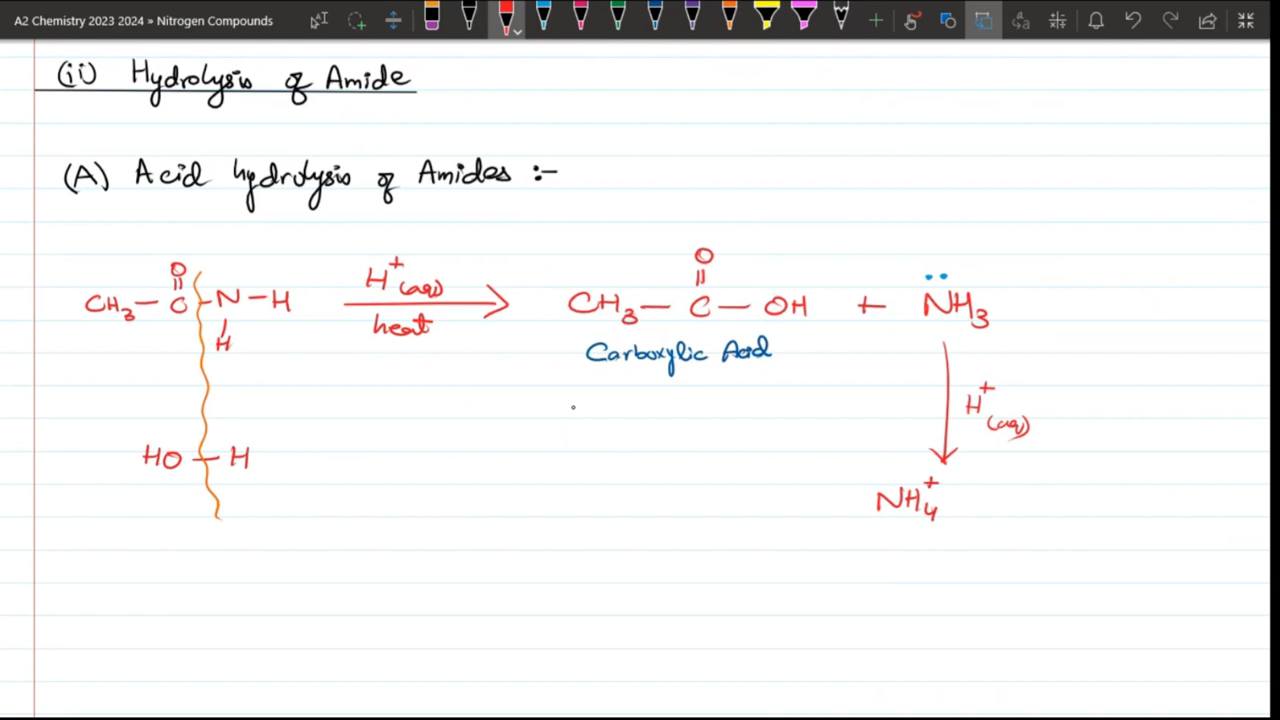 A2 Chemistry 2023 2024 » Nitrogen Compounds
(ii) Hydrolysis of Amide
(A) Acid hydrolysis of Amides :-
O
||
CH3 — C — N — H
|
H
HO — H
H+(aq)
heat
O
||
CH3 — C — OH + NH3
Carboxylic Acid
H+(aq)
NH4+